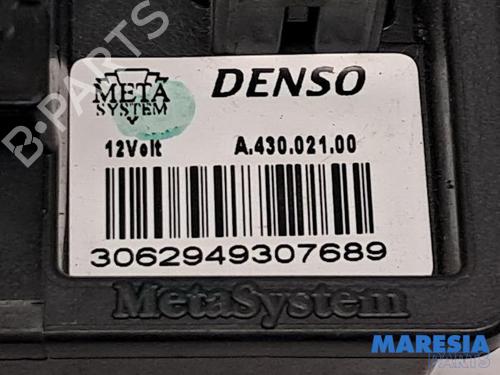 META
SYSTEM
DENSO
12Volt
A.430.021.00
3062949307689
MetaSystem
B-PARTS
MARESIA
PARTS